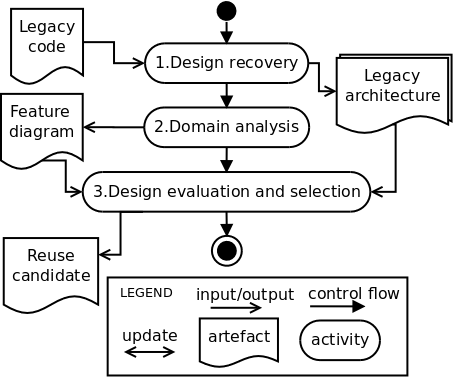 Legacy
code
1.Design recovery
Legacy
architecture
Feature
diagram
2.Domain analysis
3.Design evaluation and selection
Reuse
candidate
LEGEND
input/output
control flow
update
artefact
activity